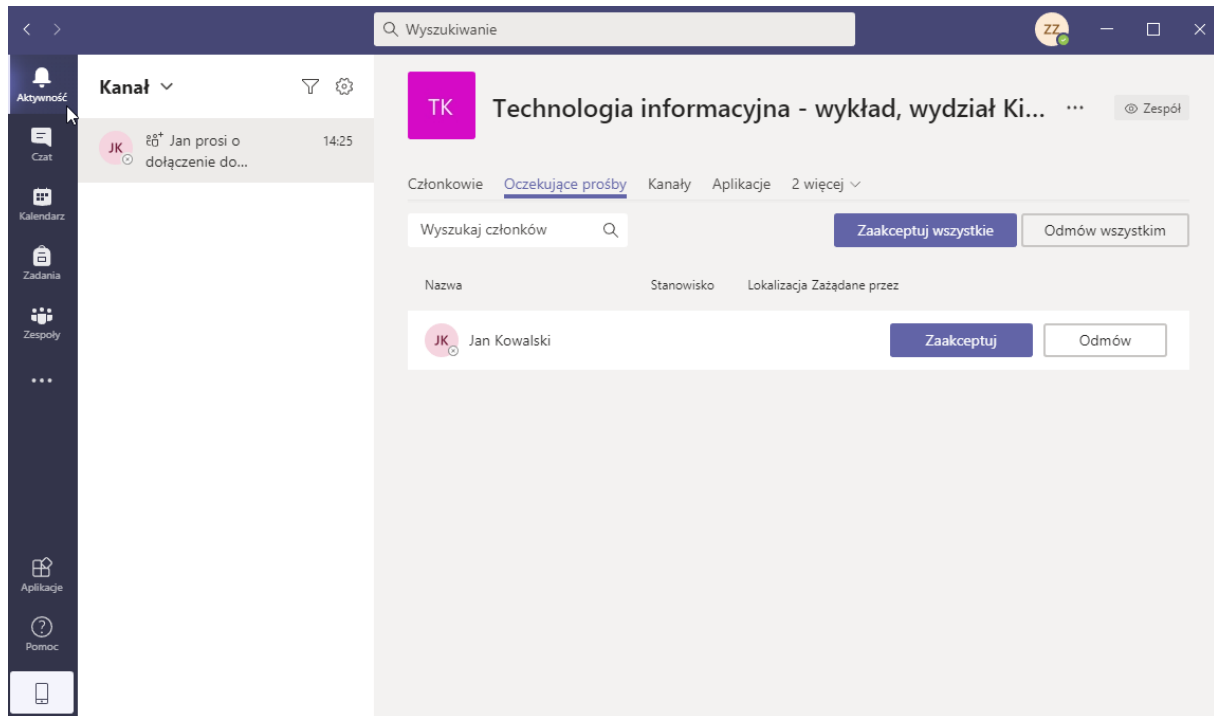 Wyszukiwanie
ZZ
Aktywność
Czat
Kalendarz
Zadania
Zespoły
Aplikacje
Pomoc
Kanał
JK
Jan prosi o
14:25
dołączenie do...
TK
Technologia informacyjna - wykład, wydział Ki...
Zespół
Członkowie Oczekujące prośby Kanały Aplikacje 2 więcej
Wyszukaj członków
Zaakceptuj wszystkie
Odmów wszystkim
Nazwa Stanowisko Lokalizacja Zażądane przez
JK Jan Kowalski Zaakceptuj Odmów